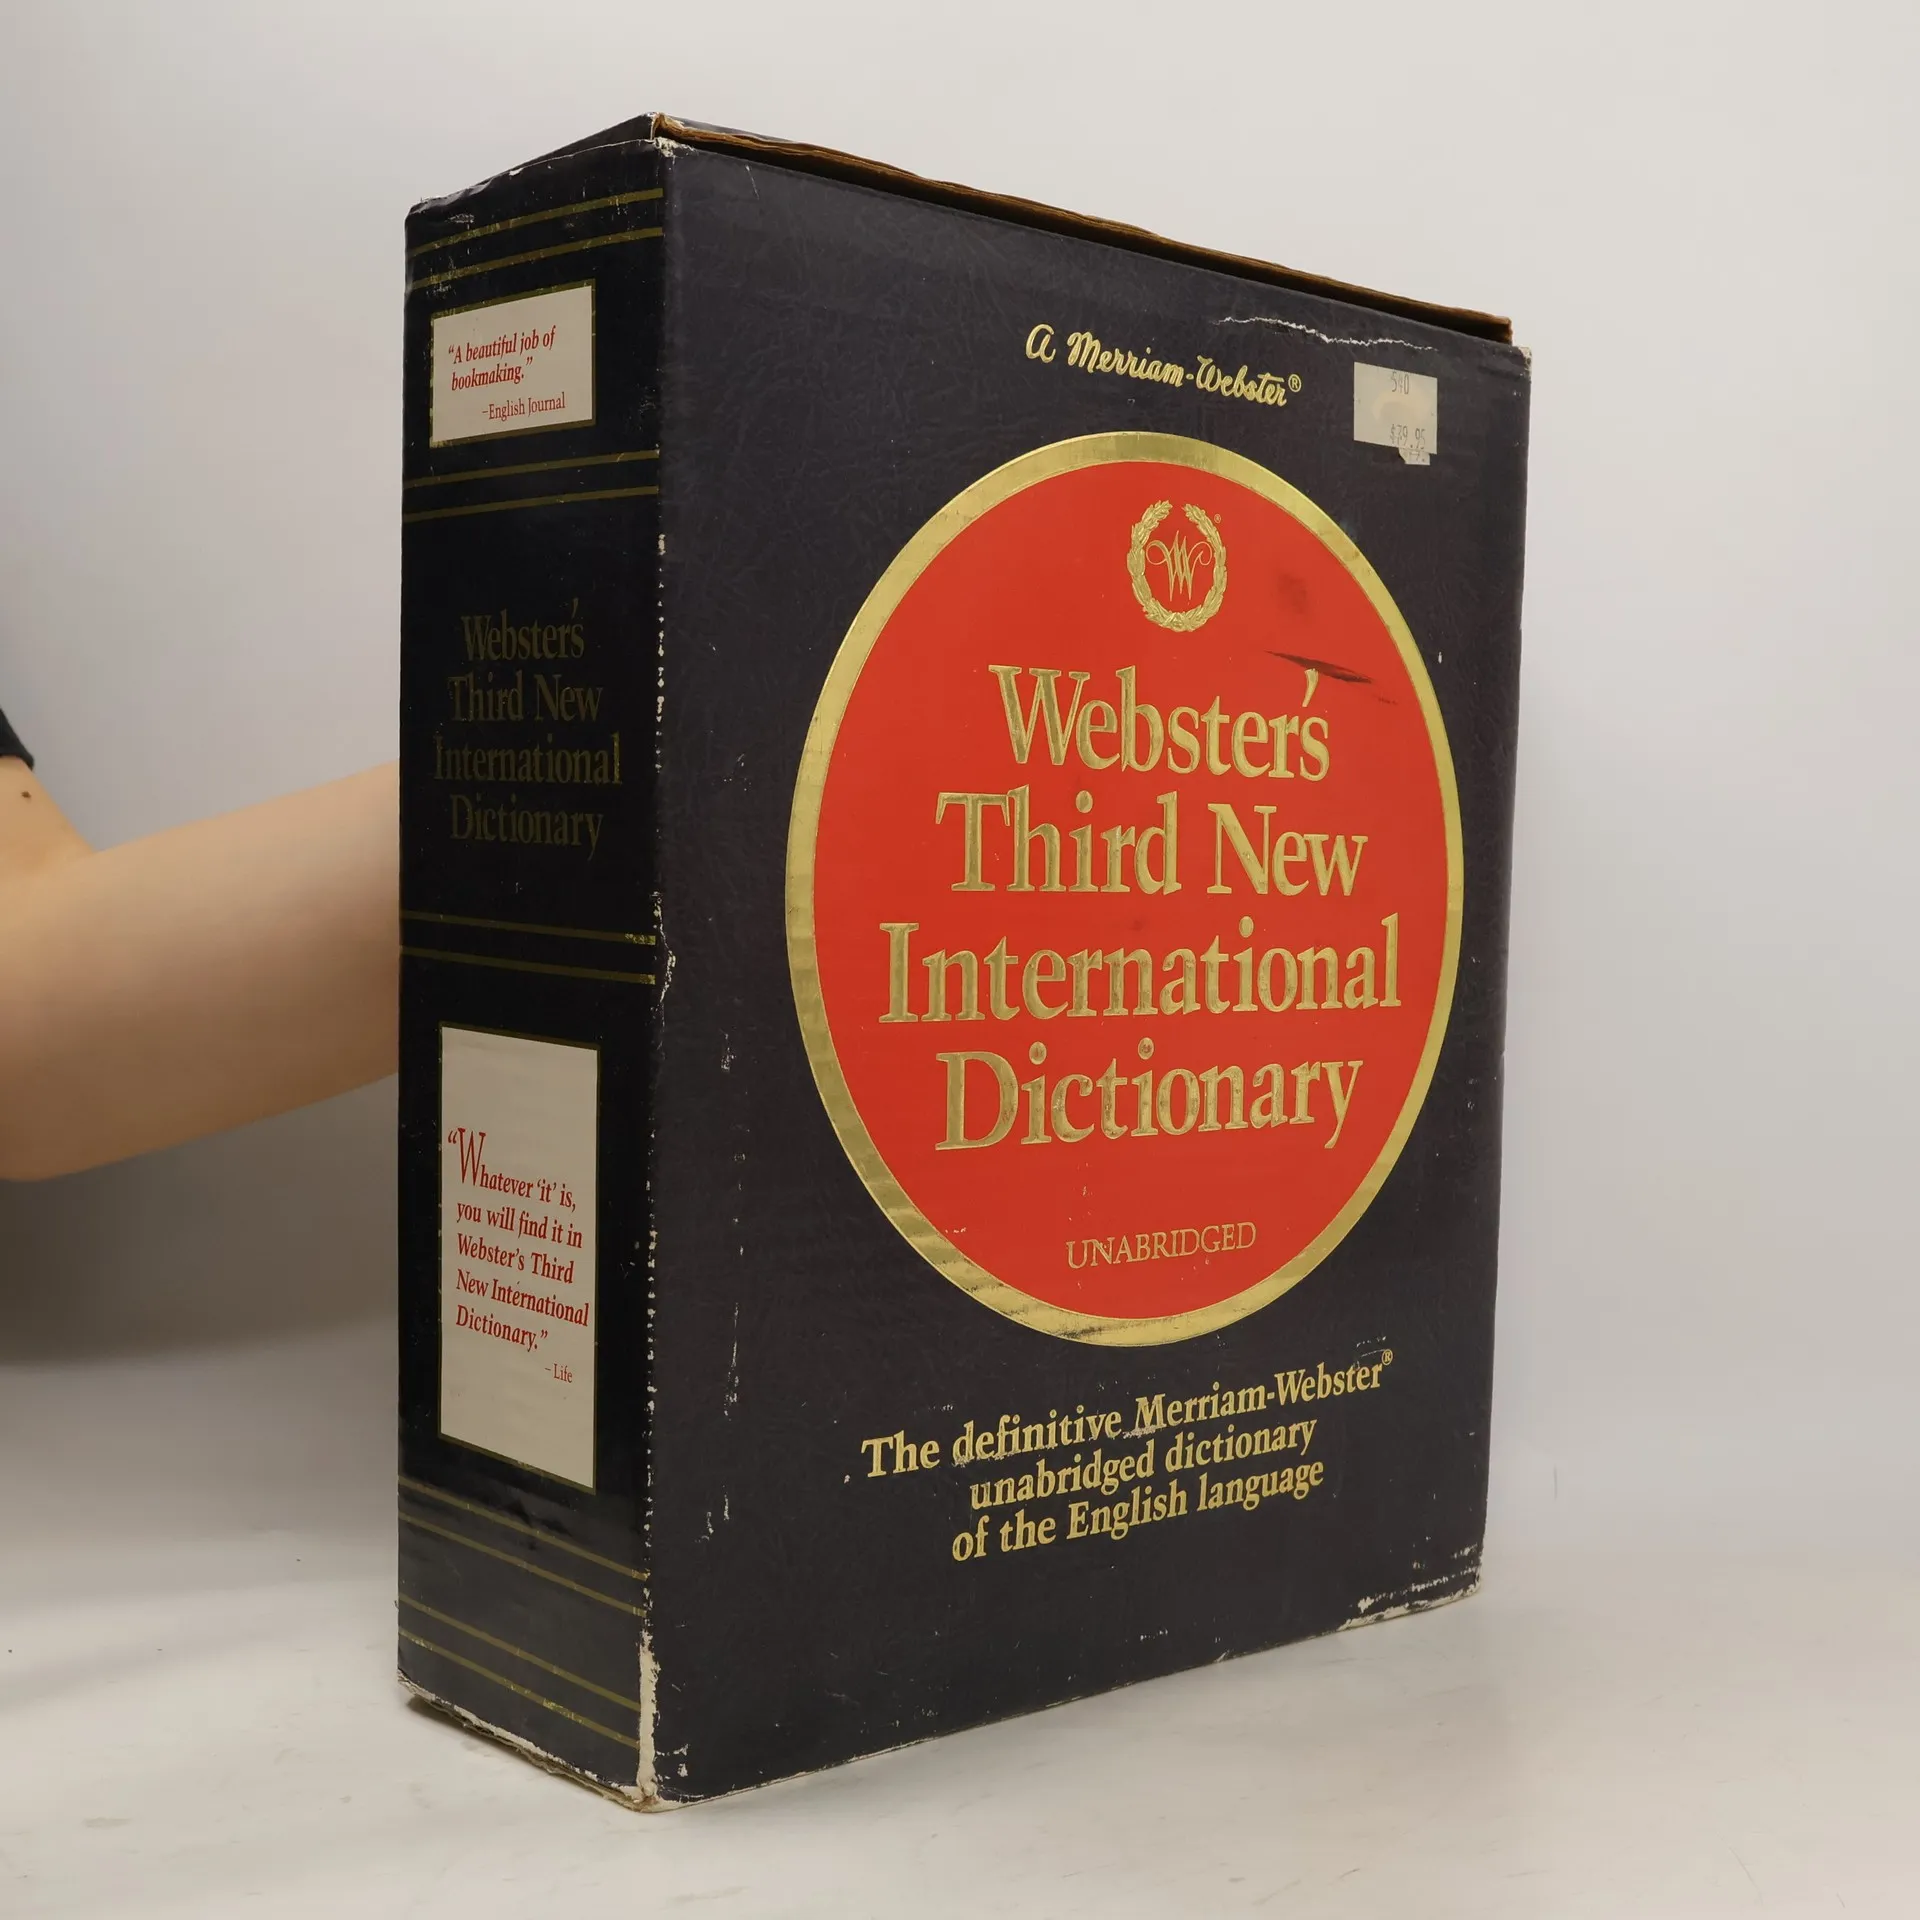 "A beautiful job of
bookmaking."
–English Journal
Webster's
Third New
International
Dictionary
"Whatever 'it' is,
you will find it in
Webster's Third
New International
Dictionary."
– Life
A Merriam-Webster®
$79.95
W
Webster's
Third New
International
Dictionary
UNABRIDGED
The definitive Merriam-Webster®
unabridged dictionary
of the English language